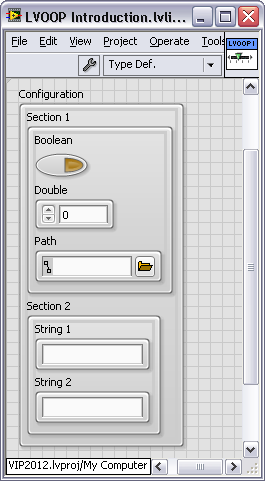 LVOOP Introduction.lvli...
File Edit View Project Operate Tools
Type Def.
LVOOP I
Configuration
Section 1
Boolean
Double
0
Path
Section 2
String 1
String 2
VIP2012.lvproj/My Computer